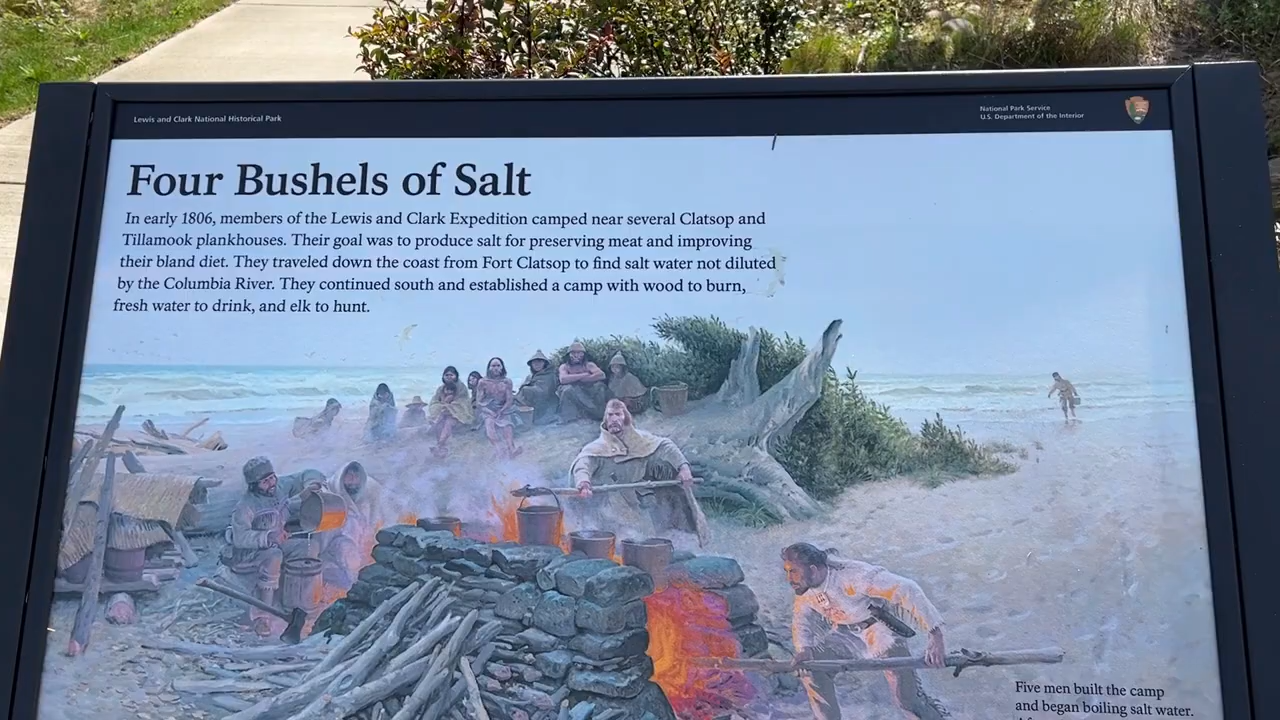 Lewis and Clark National Historical Park
National Park Service
U.S. Department of the Interior
Four Bushels of Salt
In early 1806, members of the Lewis and Clark Expedition camped near several Clatsop and
Tillamook plankhouses. Their goal was to produce salt for preserving meat and improving
their bland diet. They traveled down the coast from Fort Clatsop to find salt water not diluted
by the Columbia River. They continued south and established a camp with wood to burn,
fresh water to drink, and elk to hunt.
Five men built the camp
and began boiling salt water.